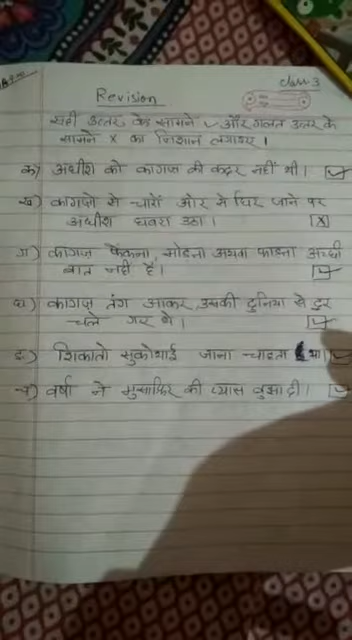 Class 3
Revision
सही उत्तर के सामने ✓ और गलत उत्तर के
सामने X का निशान लगाइए।
क) अधीश को कागज़ की कदर नहीं थी। ✓
ख) कागज़ों से चारों ओर से घिर जाने पर
अधीश घबरा उठा। X
ग) कागज़ फेंकना, मोड़ना अथवा फाड़ना अच्छी
बात नहीं है। ✓
घ) कागज़ तंग आकर उसकी दुनिया से दुर
चले गए थे। ✓
ङ) शिकातो सुकोथाई जाना चाहता था। ✓
च) वर्षा ने मुसाफिर की प्यास बुझा दी। ✓